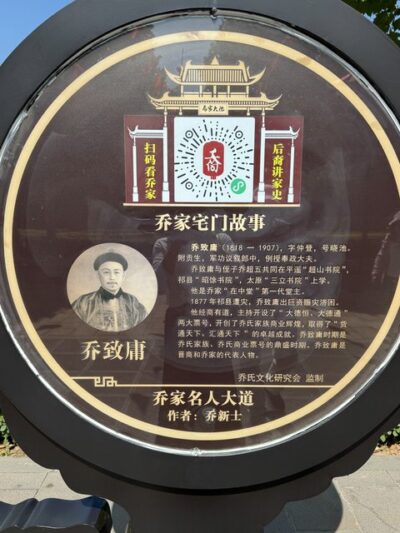 扫码看乔家
后裔讲家史
乔家宅门故事
乔致庸
乔致庸（1818—1907），字仲登，号晓池。
附贡生，军功议叙郎中，例授奉政大夫。
乔致庸与侄子乔超五共同在平遥“超山书院”，
祁县“昭馀书院”，太原“三立书院”上学。
他是乔家“在中堂”第一代堂主。
1877年祁县遭灾，乔致庸出巨资赈灾济困。
他经商有道，主持开设了“大德恒、大德通”
两大票号，开创了乔氏家族商业辉煌，取得了“货
通天下、汇通天下”的卓越成就。乔致庸时期是
乔氏家族、乔氏商业票号的鼎盛时期。乔致庸是
晋商和乔家的代表人物。
乔氏文化研究会 监制
乔家名人大道
作者：乔新士